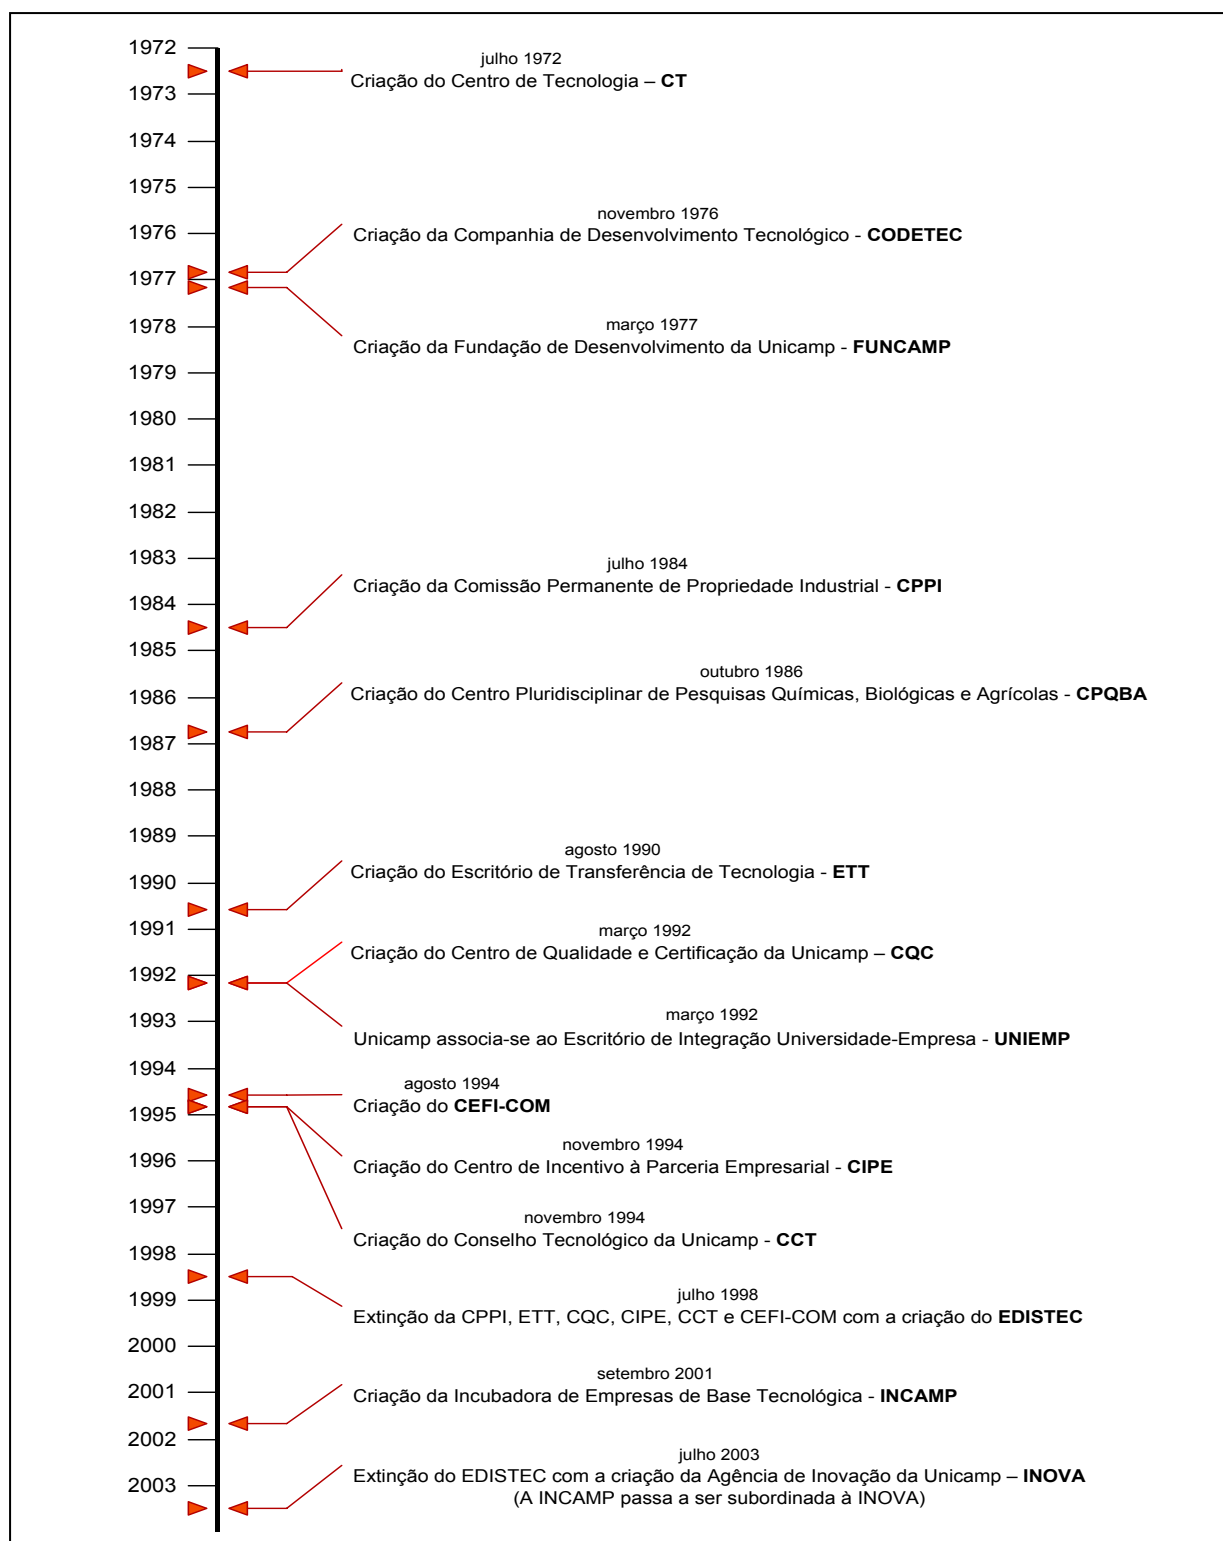 1972
julho 1972
Criação do Centro de Tecnologia – CT
1973
1974
1975
novembro 1976
1976
Criação da Companhia de Desenvolvimento Tecnológico - CODETEC
1977
março 1977
1978
Criação da Fundação de Desenvolvimento da Unicamp - FUNCAMP
1979
1980
1981
1982
1983
julho 1984
Criação da Comissão Permanente de Propriedade Industrial - CPPI
1984
1985
outubro 1986
1986
Criação do Centro Pluridisciplinar de Pesquisas Químicas, Biológicas e Agrícolas - CPQBA
1987
1988
1989
agosto 1990
Criação do Escritório de Transferência de Tecnologia - ETT
1990
1991
março 1992
Criação do Centro de Qualidade e Certificação da Unicamp – CQC
1992
março 1992
1993
Unicamp associa-se ao Escritório de Integração Universidade-Empresa - UNIEMP
1994
agosto 1994
Criação do CEFI-COM
1995
novembro 1994
1996
Criação do Centro de Incentivo à Parceria Empresarial - CIPE
1997
novembro 1994
Criação do Conselho Tecnológico da Unicamp - CCT
1998
julho 1998
1999
Extinção da CPPI, ETT, CQC, CIPE, CCT e CEFI-COM com a criação do EDISTEC
2000
setembro 2001
2001
Criação da Incubadora de Empresas de Base Tecnológica - INCAMP
2002
julho 2003
Extinção do EDISTEC com a criação da Agência de Inovação da Unicamp – INOVA
2003
(A INCAMP passa a ser subordinada à INOVA)